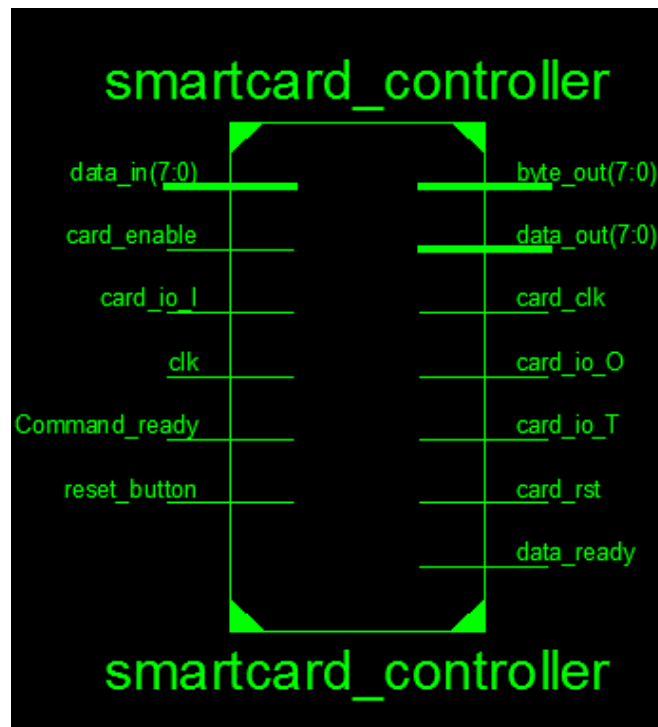 smartcard_controller
data_in(7:0)
byte_out(7:0)
card_enable
data_out(7:0)
card_io_I
card_clk
clk
card_io_O
Command_ready
card_io_T
reset_button
card_rst
data_ready
smartcard_controller